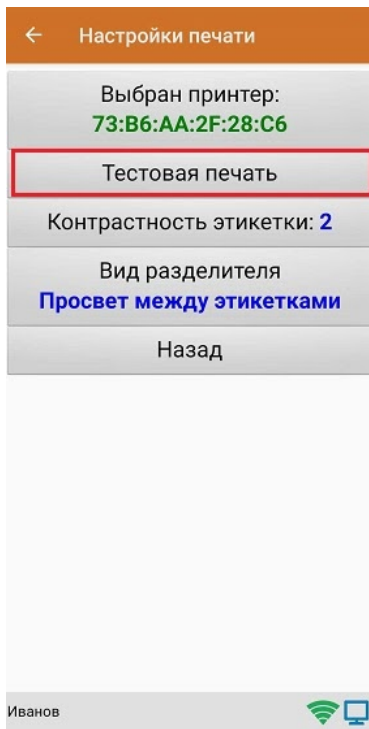 Настройки печати
Выбран принтер:
73:B6:AA:2F:28:C6
Тестовая печать
Контрастность этикетки: 2
Вид разделителя
Просвет между этикетками
Назад
Иванов